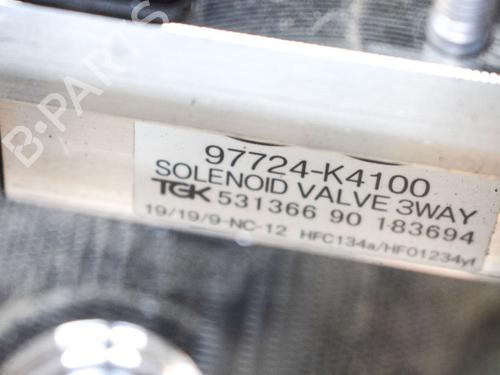 B-PARTS
97724-K4100
SOLENOID VALVE 3WAY
TGK 531366 90 183694
19/19/9-NC-12 HFC134a/HFO1234yf